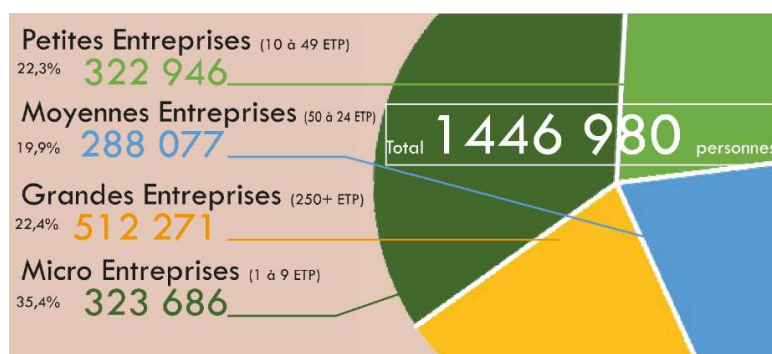 Petites Entreprises (10 à 49 ETP)
22,3% 322 946
Moyennes Entreprises (50 à 24 ETP)
19,9% 288 077
Grandes Entreprises (250+ ETP)
22,4% 512 271
Micro Entreprises (1 à 9 ETP)
35,4% 323 686
Total 1446 980 personnes